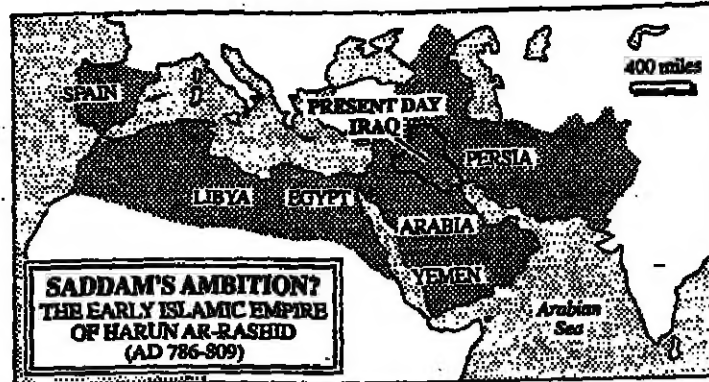 400 miles
SPAIN
PRESENT DAY
IRAQ
PERSIA
LIBYA
EGYPT
ARABIA
YEMEN
Arabian
Sea
SADDAM'S AMBITION?
THE EARLY ISLAMIC EMPIRE
OF HARUN AR-RASHID
(AD 786-809)